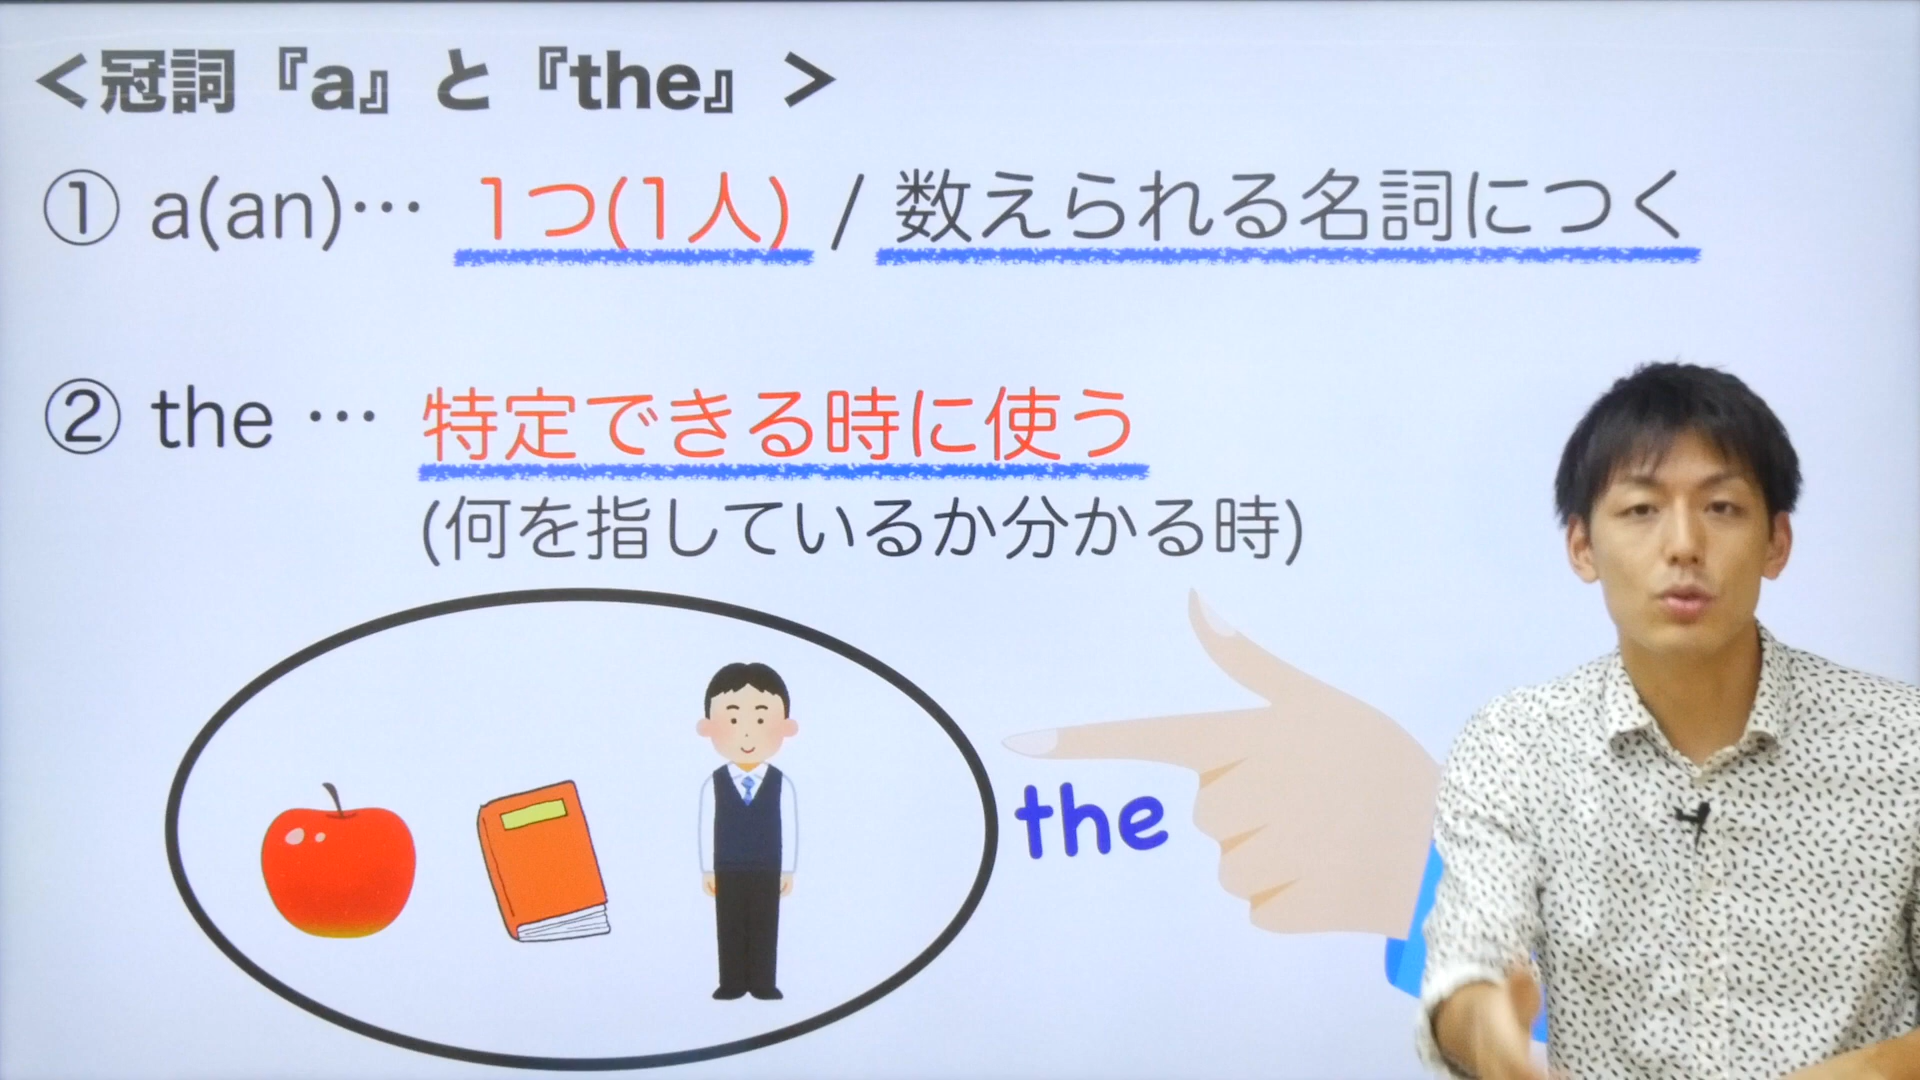 ＜冠詞『a』と『the』＞
① a(an)… 1つ(1人) / 数えられる名詞につく
② the … 特定できる時に使う
(何を指しているか分かる時)
the